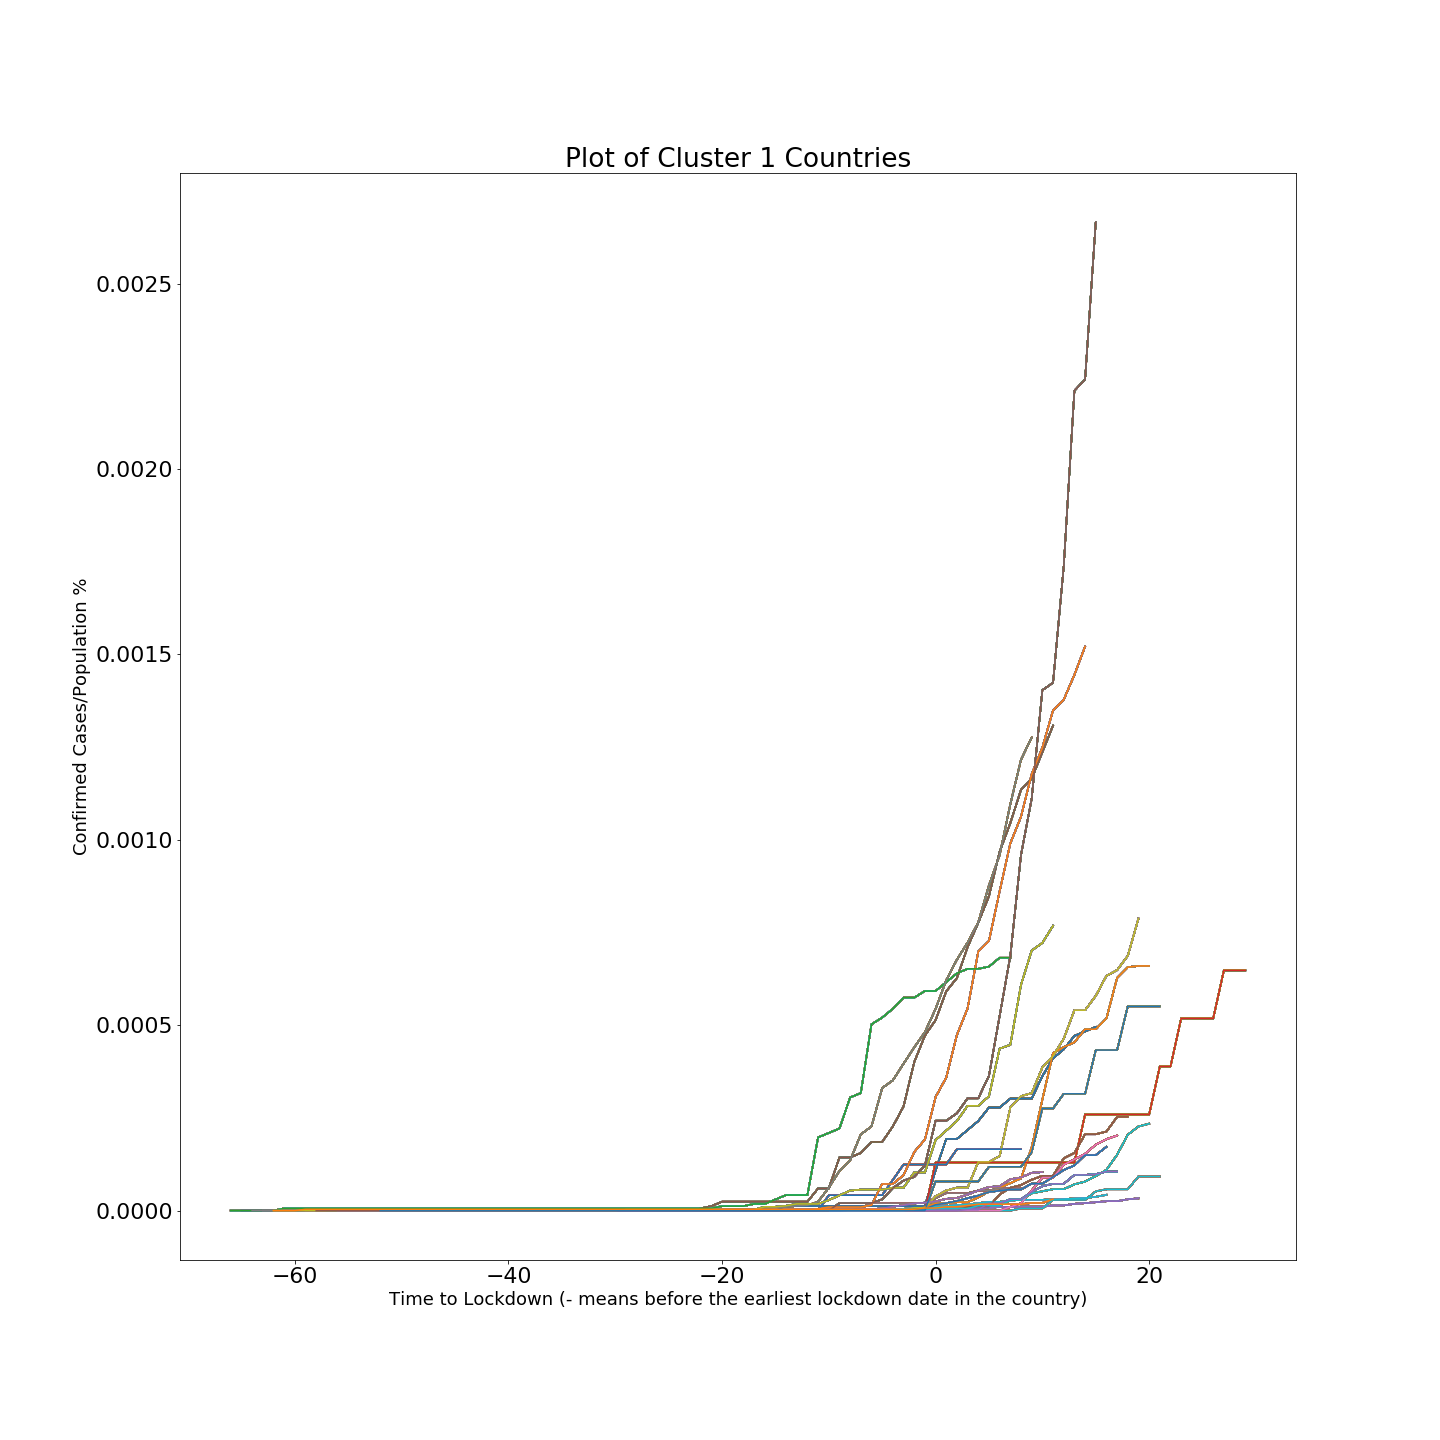 Plot of Cluster 1 Countries
Confirmed Cases/Population %
0.0025
0.0020
0.0015
0.0010
0.0005
0.0000
−60 −40 −20 0 20
Time to Lockdown (- means before the earliest lockdown date in the country)